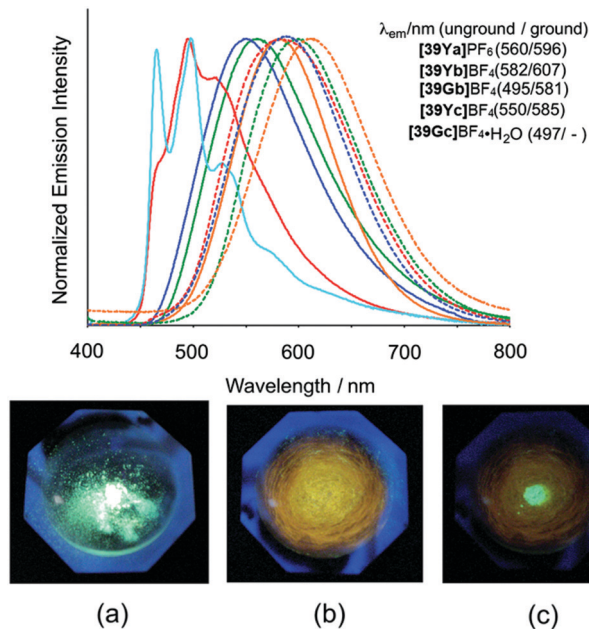 λem/nm (unground / ground)
[39Ya]PF₆(560/596)
[39Yb]BF₄(582/607)
[39Gb]BF₄(495/581)
[39Yc]BF₄(550/585)
[39Gc]BF₄•H₂O (497/ - )
Normalized Emission Intensity
400 500 600 700 800
Wavelength / nm
(a) (b) (c)